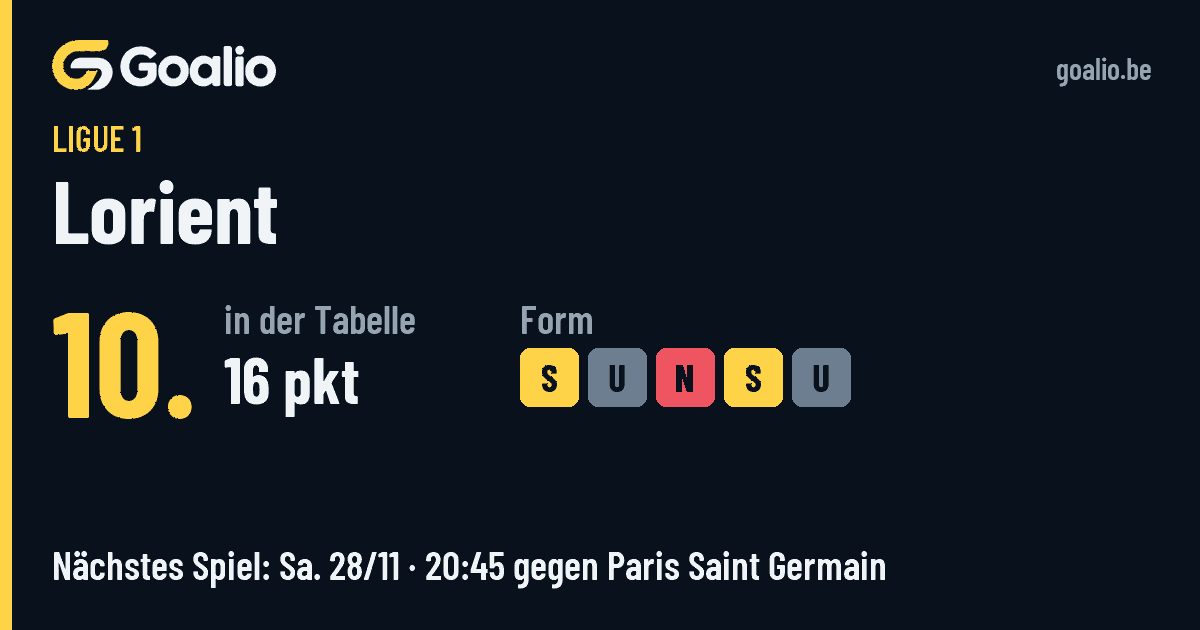 Goalio
goalio.be
LIGUE 1
Lorient
10.
in der Tabelle
16 pkt
Form
S U N S U
Nächstes Spiel: Sa. 28/11 · 20:45 gegen Paris Saint Germain